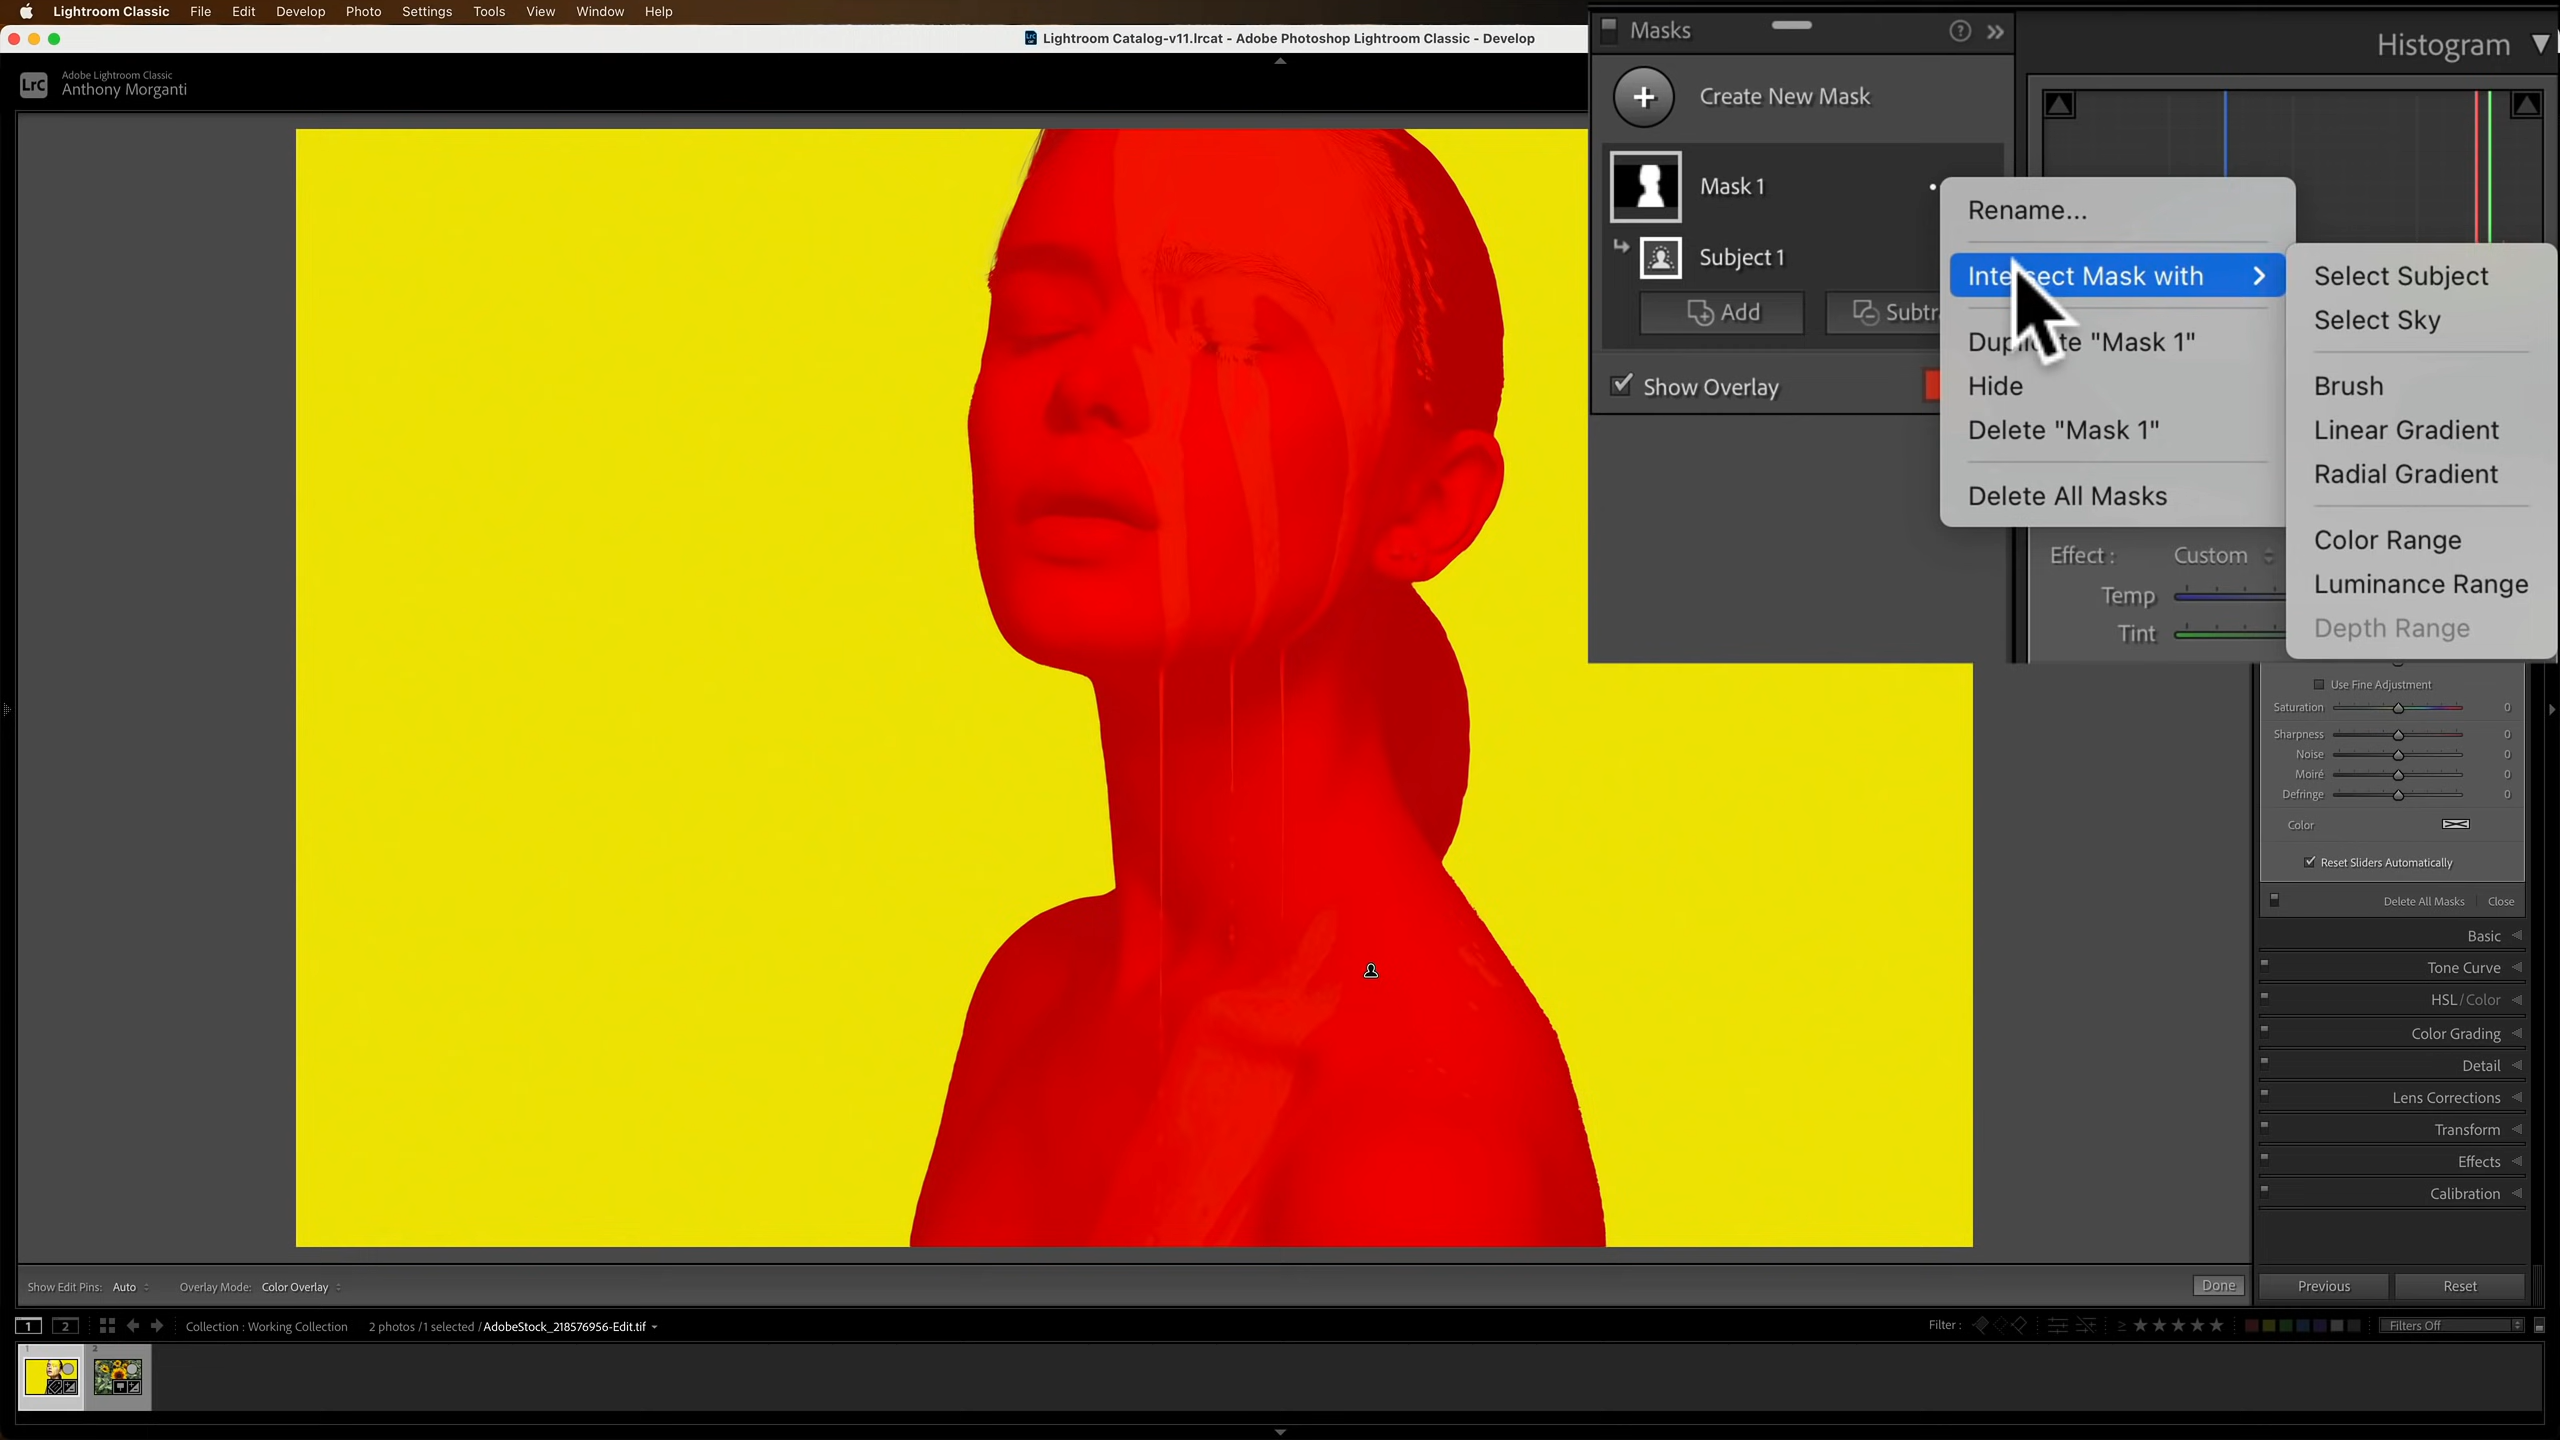 Lightroom Classic File Edit Develop Photo Settings Tools View Window Help
Lightroom Catalog-v11.lrcat - Adobe Photoshop Lightroom Classic - Develop
LrC
Adobe Lightroom Classic
Anthony Morganti
Masks
Histogram
Create New Mask
Mask 1
Subject 1
Add
Subtr
Show Overlay
Rename...
Intersect Mask with
Duplicate "Mask 1"
Hide
Delete "Mask 1"
Delete All Masks
Select Subject
Select Sky
Brush
Linear Gradient
Radial Gradient
Color Range
Luminance Range
Depth Range
Effect : Custom
Temp
Tint
Use Fine Adjustment
Saturation 0
Sharpness 0
Noise 0
Moiré 0
Defringe 0
Color
Reset Sliders Automatically
Delete All Masks Close
Basic
Tone Curve
HSL / Color
Color Grading
Detail
Lens Corrections
Transform
Effects
Calibration
Show Edit Pins: Auto Overlay Mode: Color Overlay Done
Previous Reset
1 2 Collection : Working Collection 2 photos / 1 selected / AdobeStock_218576956-Edit.tif Filter : ≥ ★★★★★ Filters Off
1 2